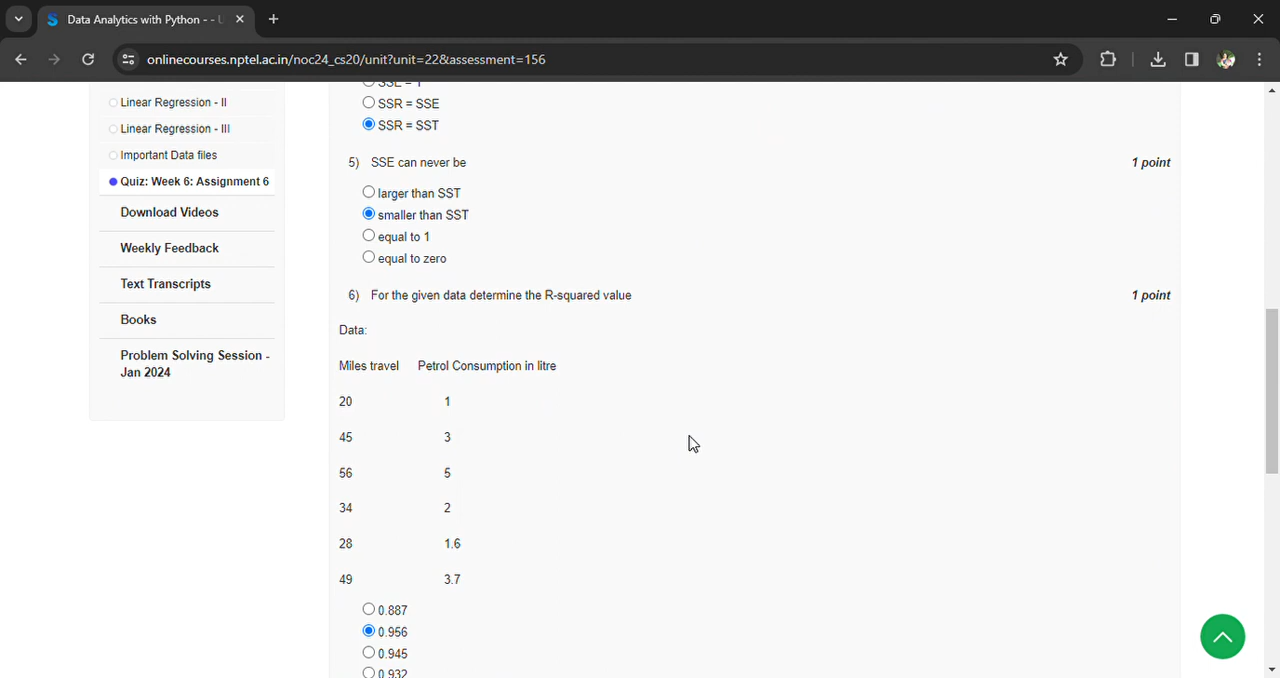 Data Analytics with Python - - U
onlinecourses.nptel.ac.in/noc24_cs20/unit?unit=22&assessment=156
SSE = 1
Linear Regression - II
SSR = SSE
Linear Regression - III
SSR = SST
Important Data files
5) SSE can never be 1 point
Quiz: Week 6: Assignment 6
larger than SST
Download Videos
smaller than SST
equal to 1
Weekly Feedback
equal to zero
Text Transcripts
6) For the given data determine the R-squared value 1 point
Books
Data:
Problem Solving Session -
Jan 2024
Miles travel Petrol Consumption in litre
20 1
45 3
56 5
34 2
28 1.6
49 3.7
0.887
0.956
0.945
0.932